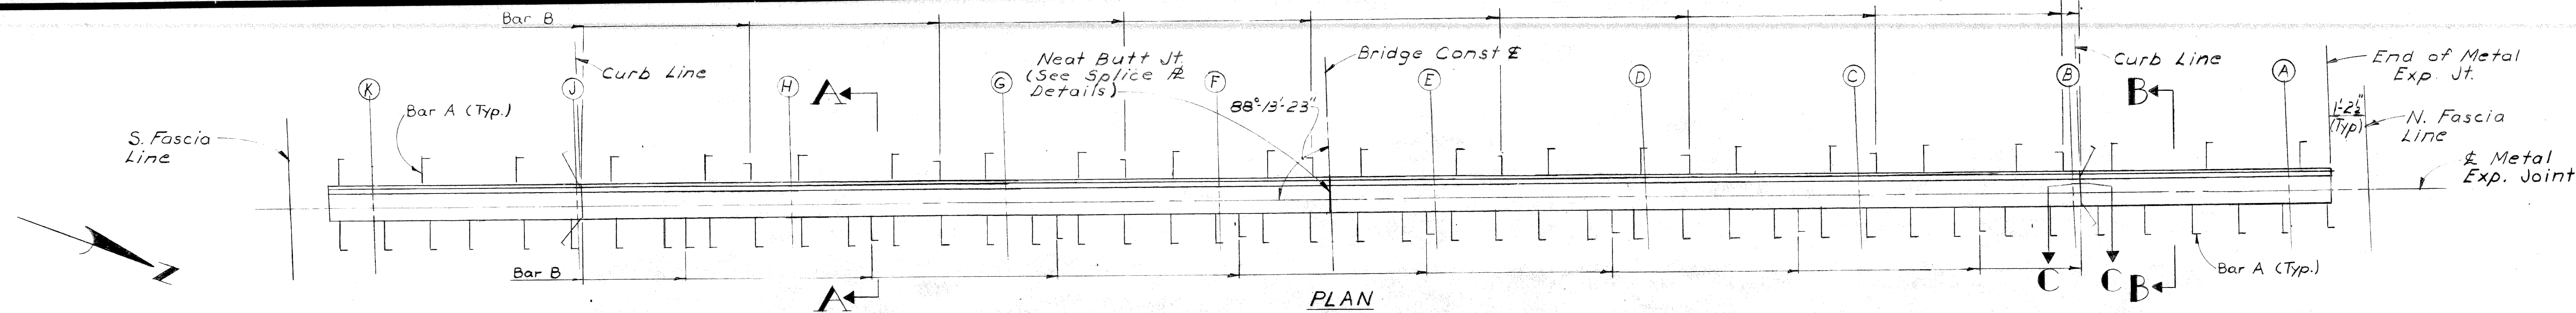 Bar B
Curb Line
Neat Butt Jt.
(See Splice ℞
Details)
Bridge Const ℄
88°-13'-23"
Curb Line
End of Metal
Exp. Jt.
K
J
H
G
F
E
D
C
B
A
A
B
Bar A (Typ.)
1'-2½"
(Typ)
N. Fascia
Line
S. Fascia
Line
℄ Metal
Exp. Joint
N
Bar B
A
C
C
B
Bar A (Typ.)
PLAN